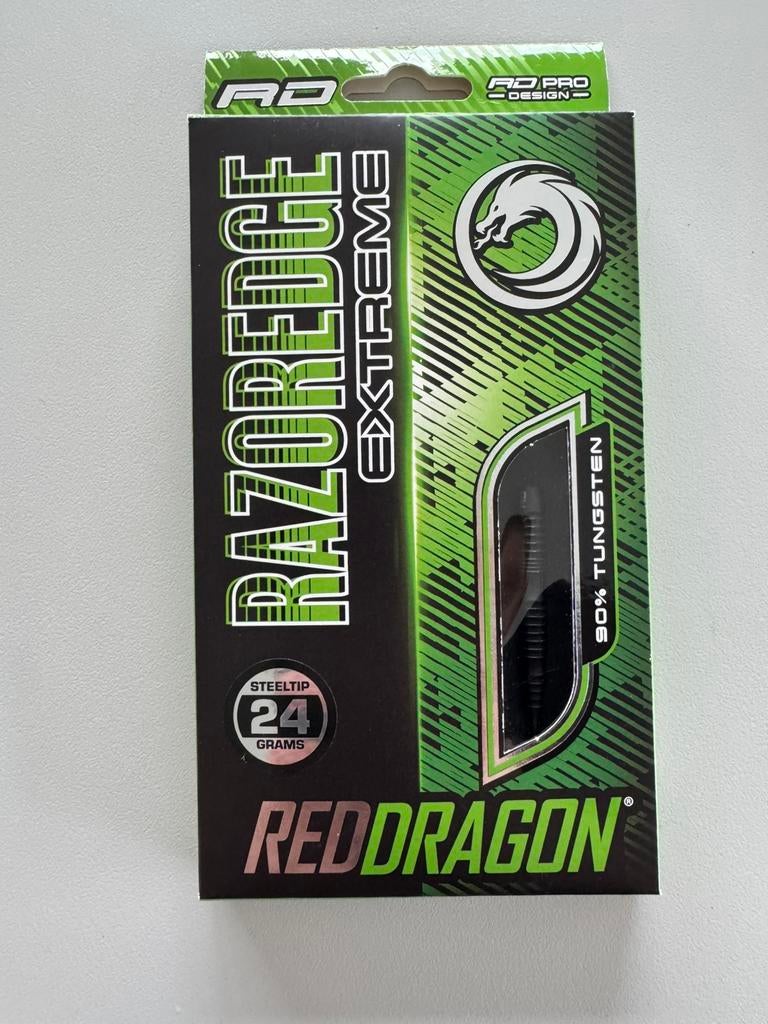 RD
RD PRO
DESIGN
RAZOREDGE
EXTREME
90% TUNGSTEN
STEELTIP
24
GRAMS
REDDRAGON®